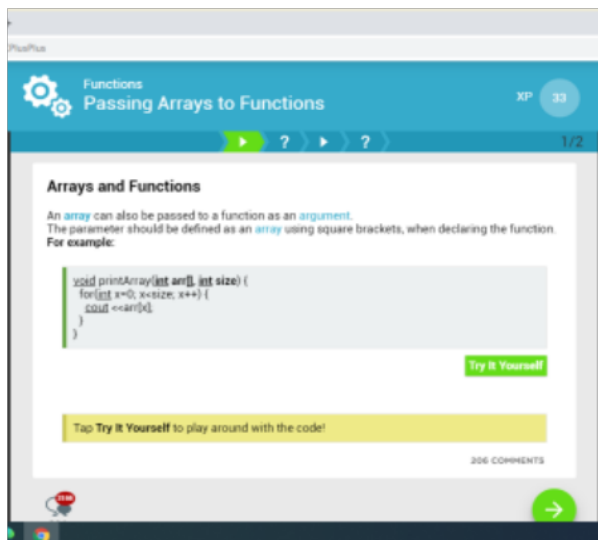 PlusPlus
Functions
Passing Arrays to Functions
XP 33
? ?
1/2
Arrays and Functions
An array can also be passed to a function as an argument.
The parameter should be defined as an array using square brackets, when declaring the function.
For example:
void printArray(int arr[], int size) {
for(int x=0; x<size; x++) {
cout <<arr[x];
}
}
Try It Yourself
Tap Try It Yourself to play around with the code!
206 COMMENTS